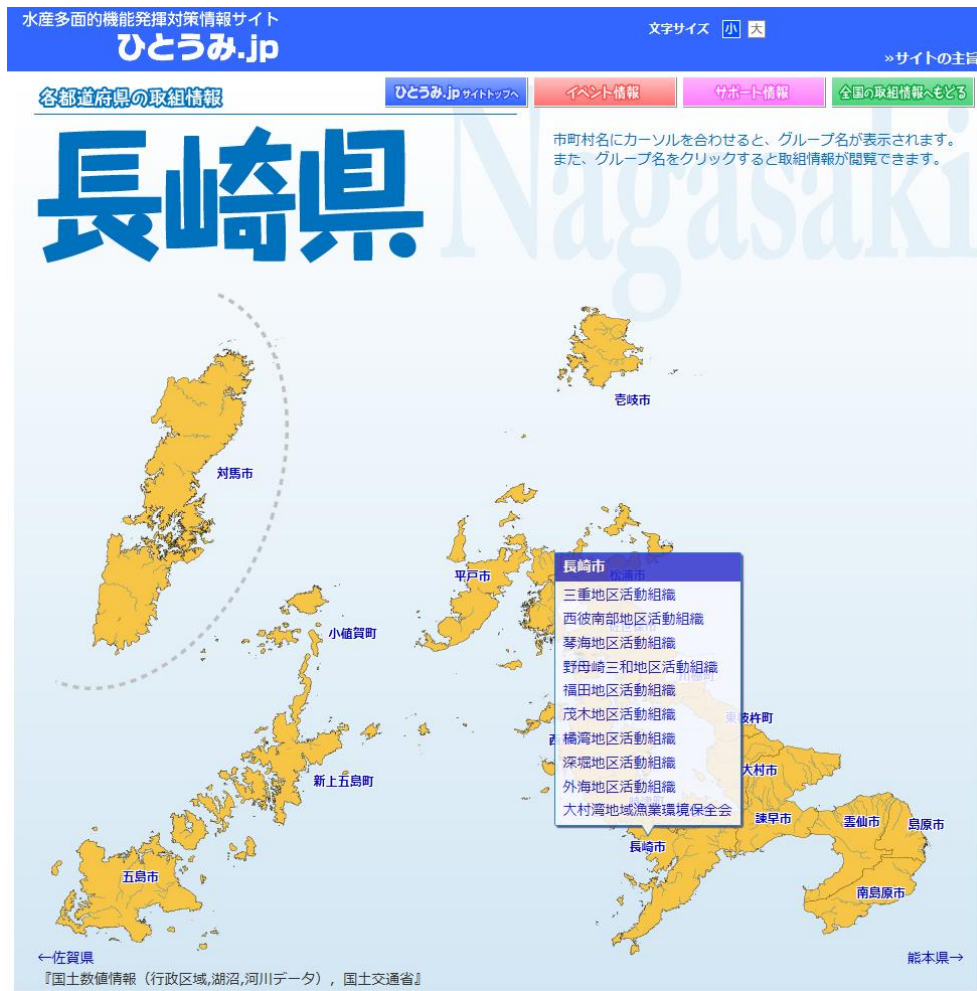 水産多面的機能発揮対策情報サイト
ひとうみ.jp
文字サイズ 小 大
»サイトの主旨
各都道府県の取組情報
ひとうみ.jp サイトトップへ
イベント情報
サポート情報
全国の取組情報へもどる
長崎県
Nagasaki
市町村名にカーソルを合わせると、グループ名が表示されます。
また、グループ名をクリックすると取組情報が閲覧できます。
壱岐市
対馬市
平戸市
松浦市
小値賀町
長崎市
三重地区活動組織
西彼南部地区活動組織
琴海地区活動組織
野母崎三和地区活動組織
福田地区活動組織
茂木地区活動組織
橘湾地区活動組織
深堀地区活動組織
外海地区活動組織
大村湾地域漁業環境保全会
川棚町
東彼杵町
大村市
新上五島町
諫早市
雲仙市
島原市
長崎市
五島市
南島原市
←佐賀県
熊本県→
『国土数値情報（行政区域,湖沼,河川データ），国土交通省』